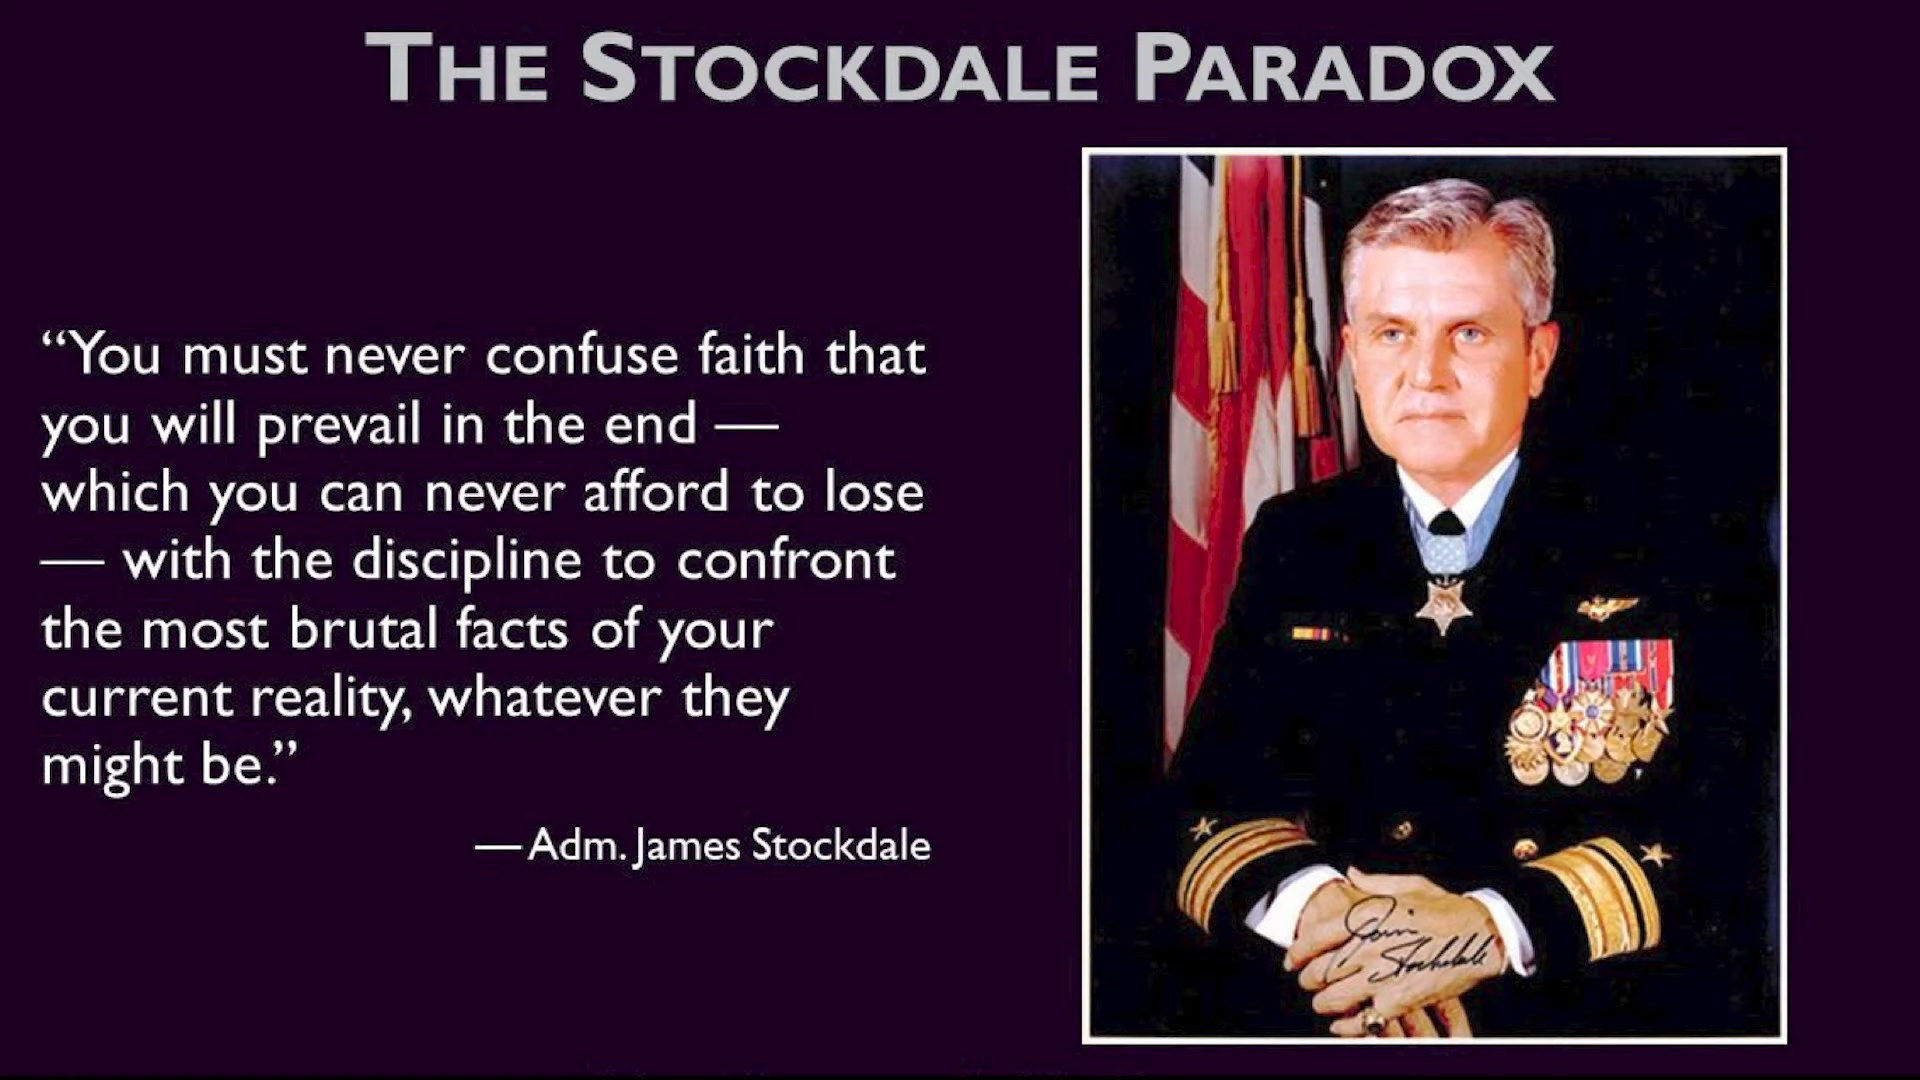 THE STOCKDALE PARADOX
“You must never confuse faith that
you will prevail in the end —
which you can never afford to lose
— with the discipline to confront
the most brutal facts of your
current reality, whatever they
might be.”
— Adm. James Stockdale
Jim
Stockdale